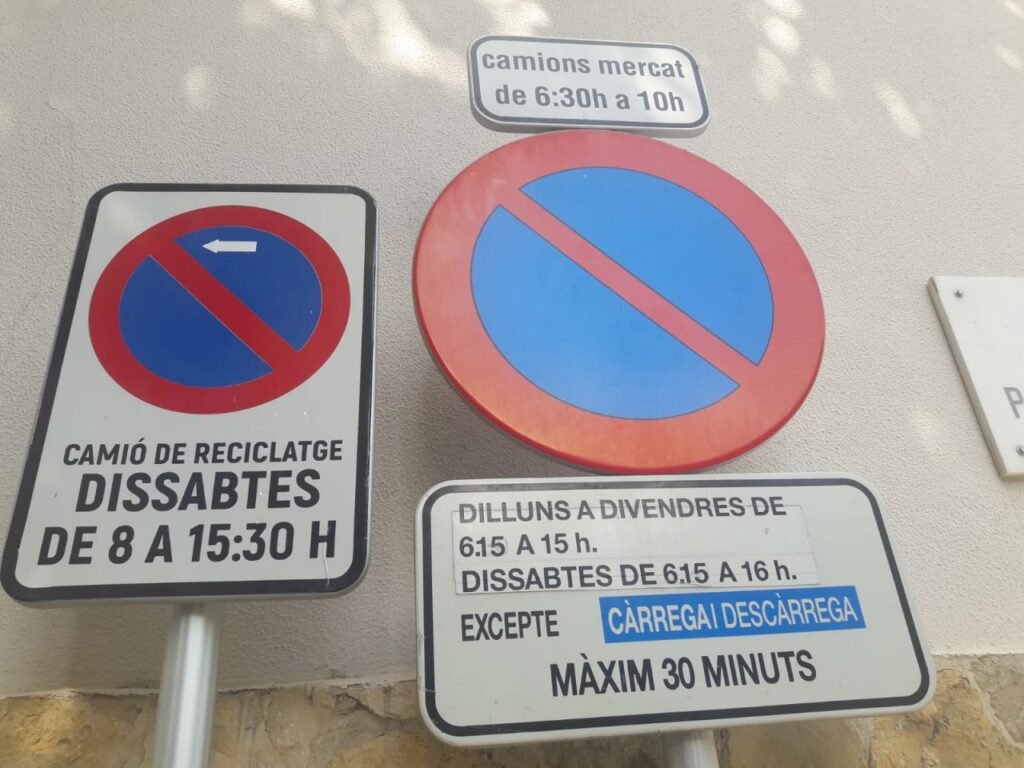 camions mercat
de 6:30h a 10h
CAMIÓ DE RECICLATGE
DISSABTES
DE 8 A 15:30 H
DILLUNS A DIVENDRES DE
6.15 A 15 h.
DISSABTES DE 6.15 A 16 h.
EXCEPTE CÀRREGA I DESCÀRREGA
MÀXIM 30 MINUTS